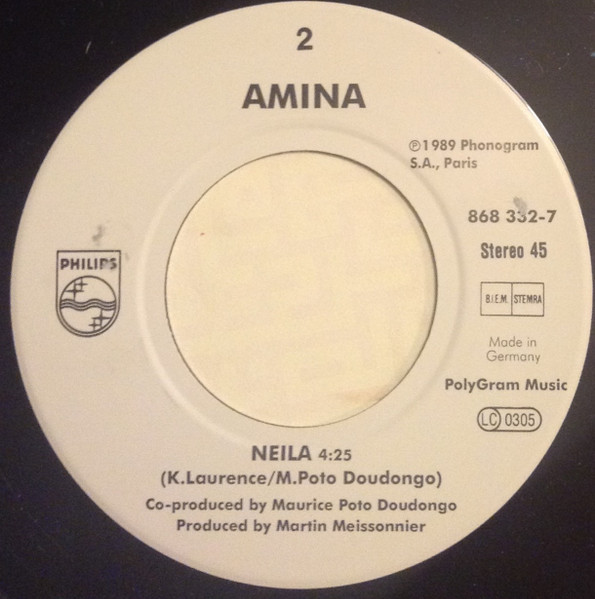 2
AMINA
℗1989 Phonogram
S.A., Paris
868 332-7
Stereo 45
PHILIPS
B.I.E.M. STEMRA
Made in
Germany
PolyGram Music
LC 0305
NEILA 4:25
(K.Laurence/M.Poto Doudongo)
Co-produced by Maurice Poto Doudongo
Produced by Martin Meissonnier